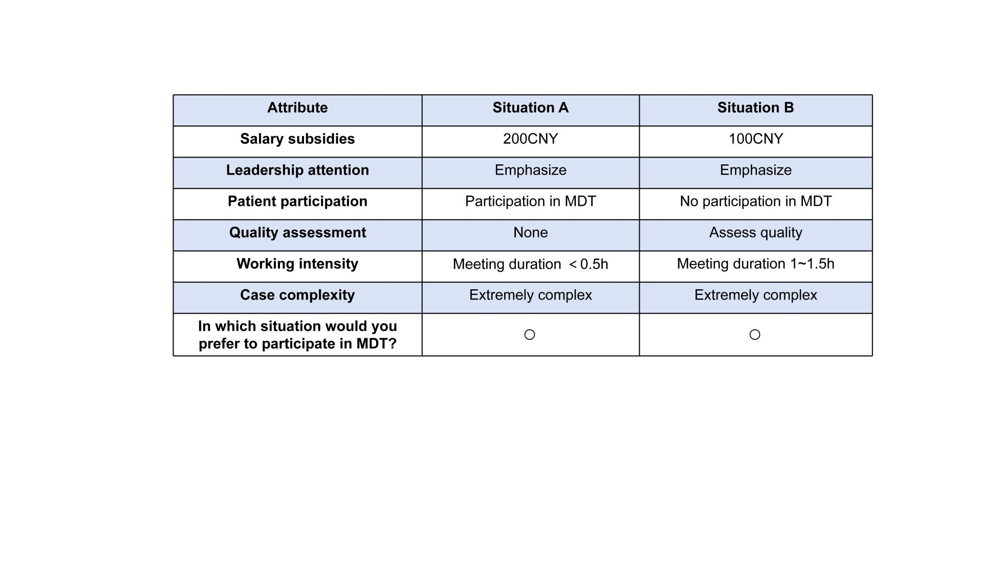 Attribute Situation A Situation B
Salary subsidies 200CNY 100CNY
Leadership attention Emphasize Emphasize
Patient participation Participation in MDT No participation in MDT
Quality assessment None Assess quality
Working intensity Meeting duration ＜0.5h Meeting duration 1~1.5h
Case complexity Extremely complex Extremely complex
In which situation would you
prefer to participate in MDT?